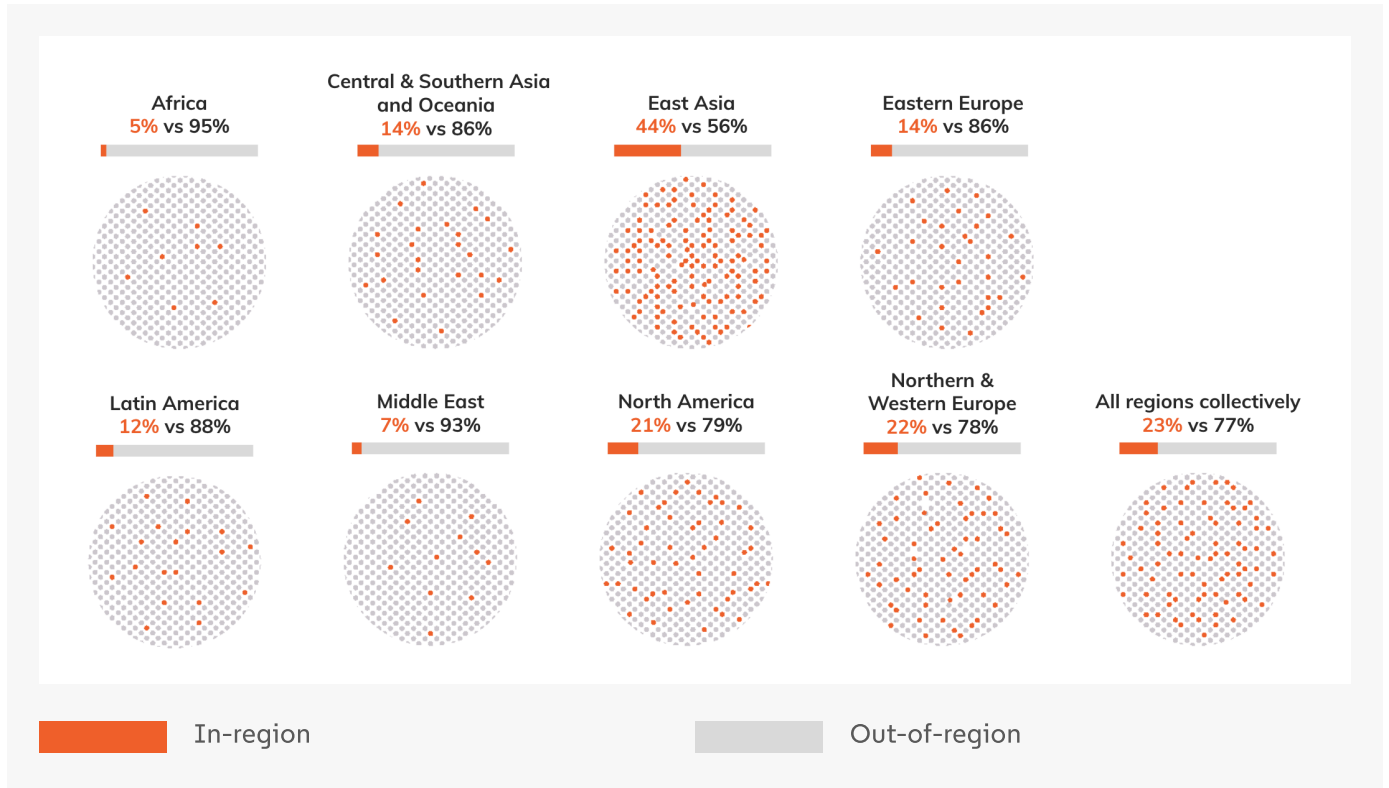 Africa
5% vs 95%
Central & Southern Asia
and Oceania
14% vs 86%
East Asia
44% vs 56%
Eastern Europe
14% vs 86%
Latin America
12% vs 88%
Middle East
7% vs 93%
North America
21% vs 79%
Northern &
Western Europe
22% vs 78%
All regions collectively
23% vs 77%
In-region
Out-of-region